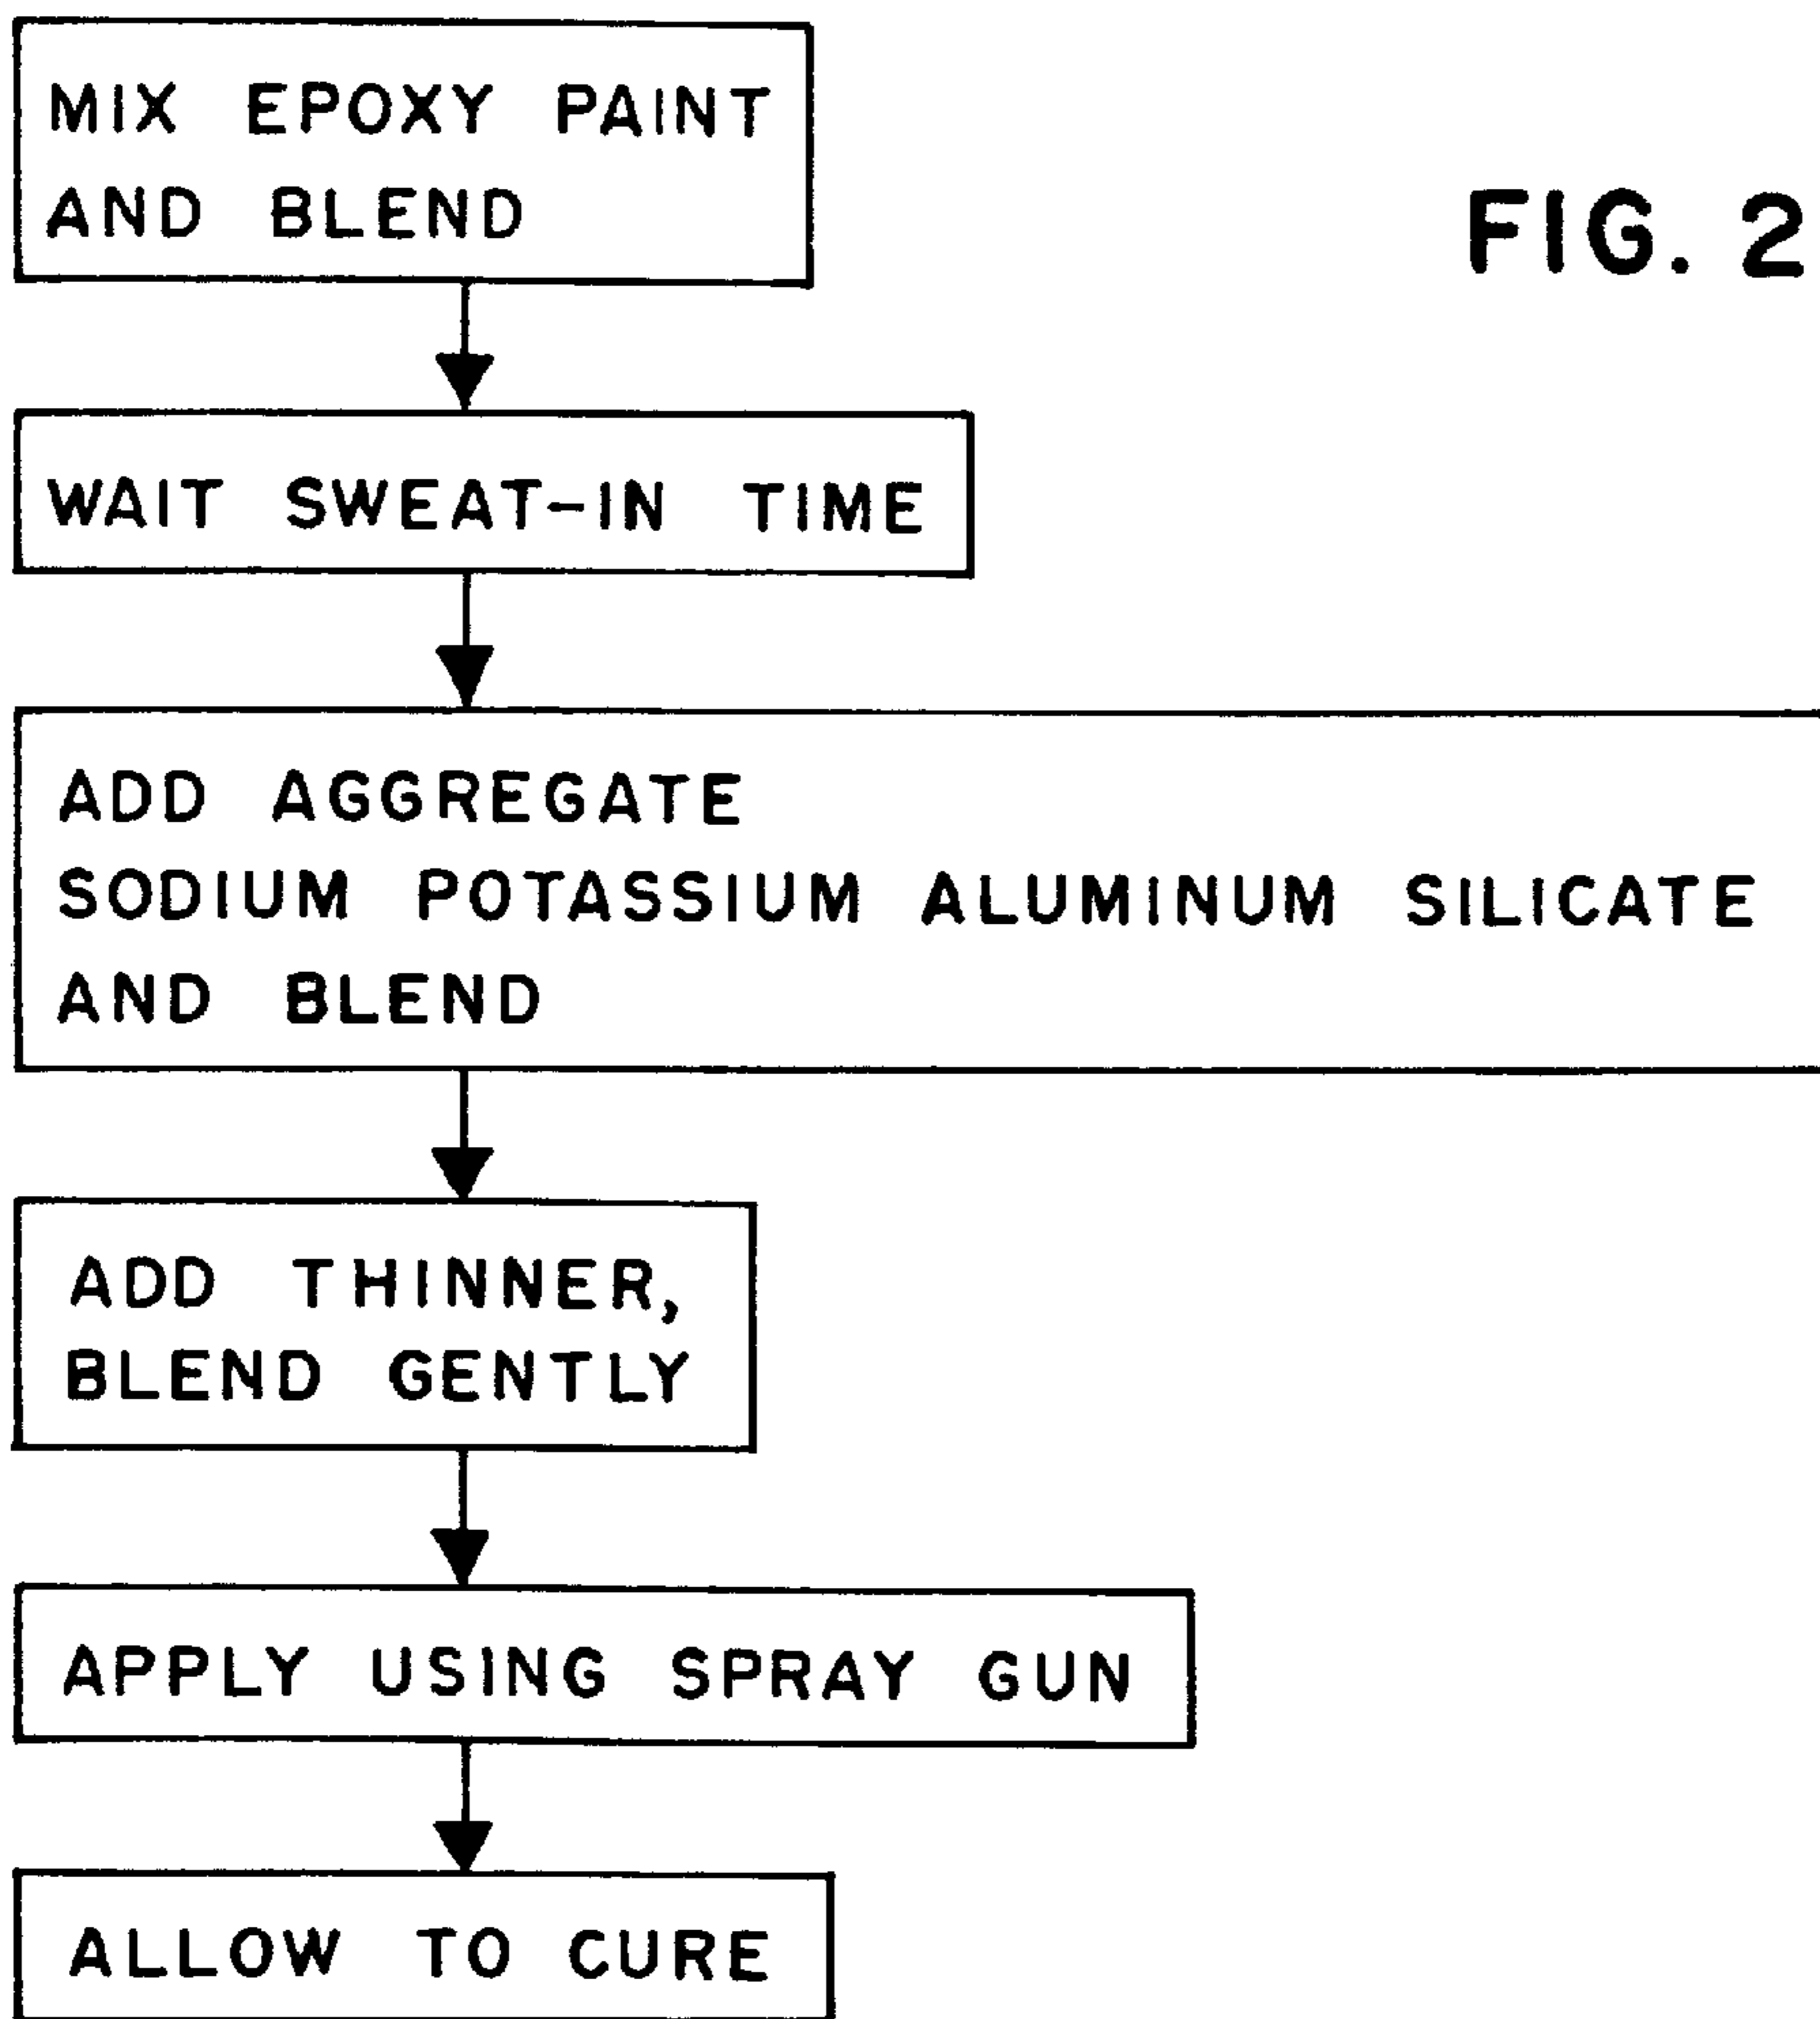 MIX EPOXY PAINT
AND BLEND
FIG. 2
WAIT SWEAT-IN TIME
ADD AGGREGATE
SODIUM POTASSIUM ALUMINUM SILICATE
AND BLEND
ADD THINNER,
BLEND GENTLY
APPLY USING SPRAY GUN
ALLOW TO CURE